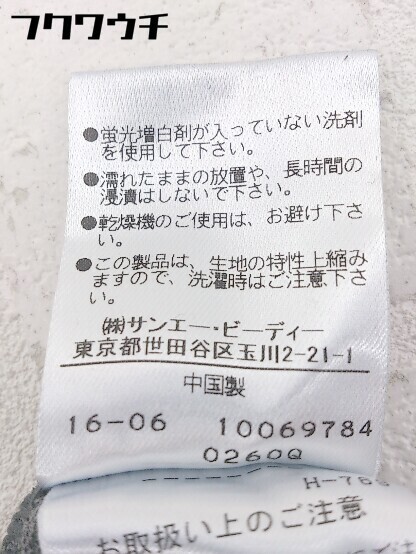 フクワウチ
●蛍光増白剤が入っていない洗剤
を使用して下さい。
●濡れたままの放置や、長時間の
浸漬はしないで下さい。
●乾燥機のご使用は、お避け下さ
い。
●この製品は、生地の特性上縮み
ますので、洗濯時はご注意下さ
い。
㈱サンエー・ビーディー
東京都世田谷区玉川2-21-1
中国製
16-06 10069784
0260Q
お取扱い上のご注意